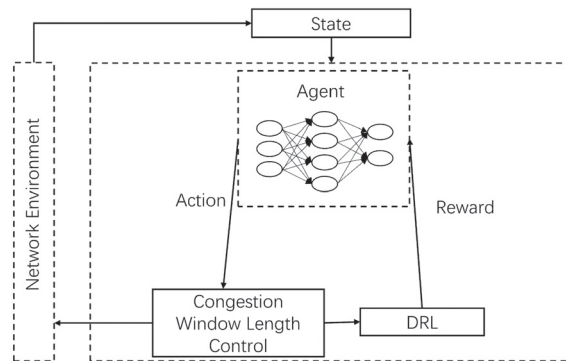 State
Agent
Network Environment
Action
Reward
Congestion
Window Length
Control
DRL